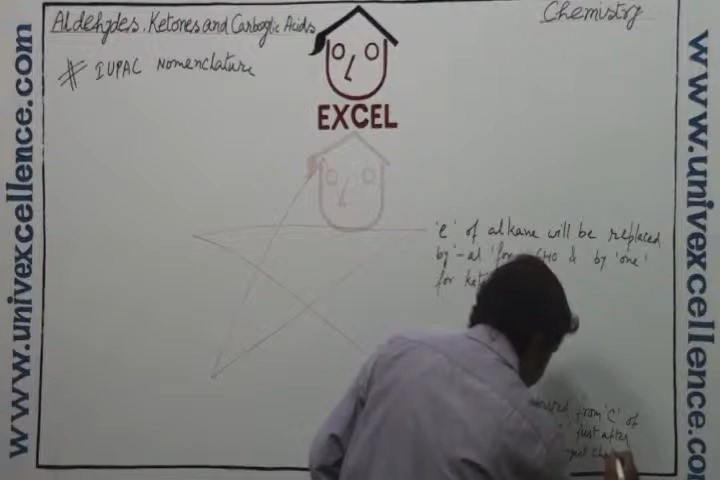 Aldehydes, Ketones and Carboxylic Acids
Chemistry
# IUPAC Nomenclature
EXCEL
www.univexcellence.com
www.univexcellence.com
'e' of alkane will be replaced
by '-al' for CHO & by 'one'
for
from 'C' of
just after